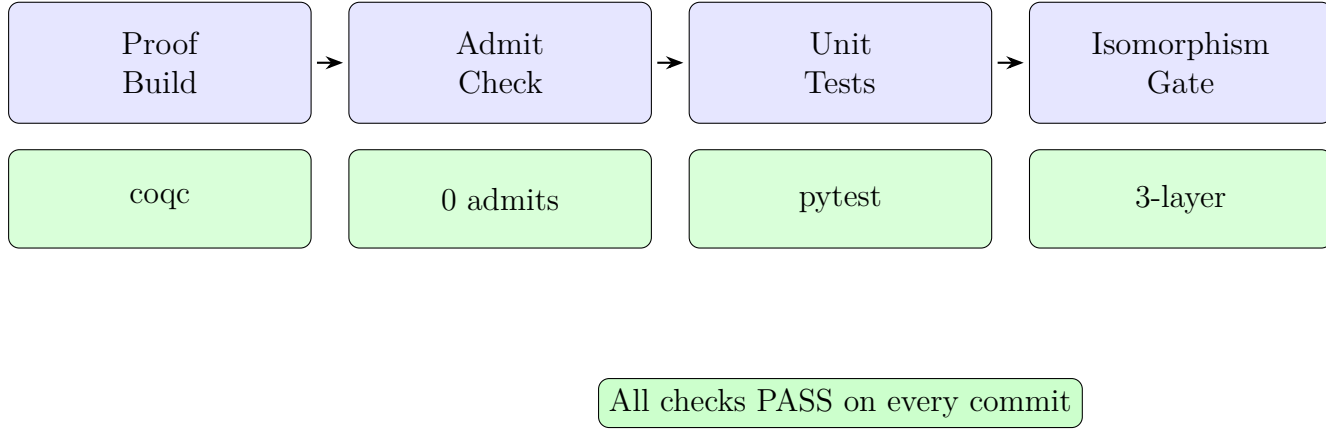 Proof
Build
Admit
Check
Unit
Tests
Isomorphism
Gate
coqc
0 admits
pytest
3-layer
All checks PASS on every commit